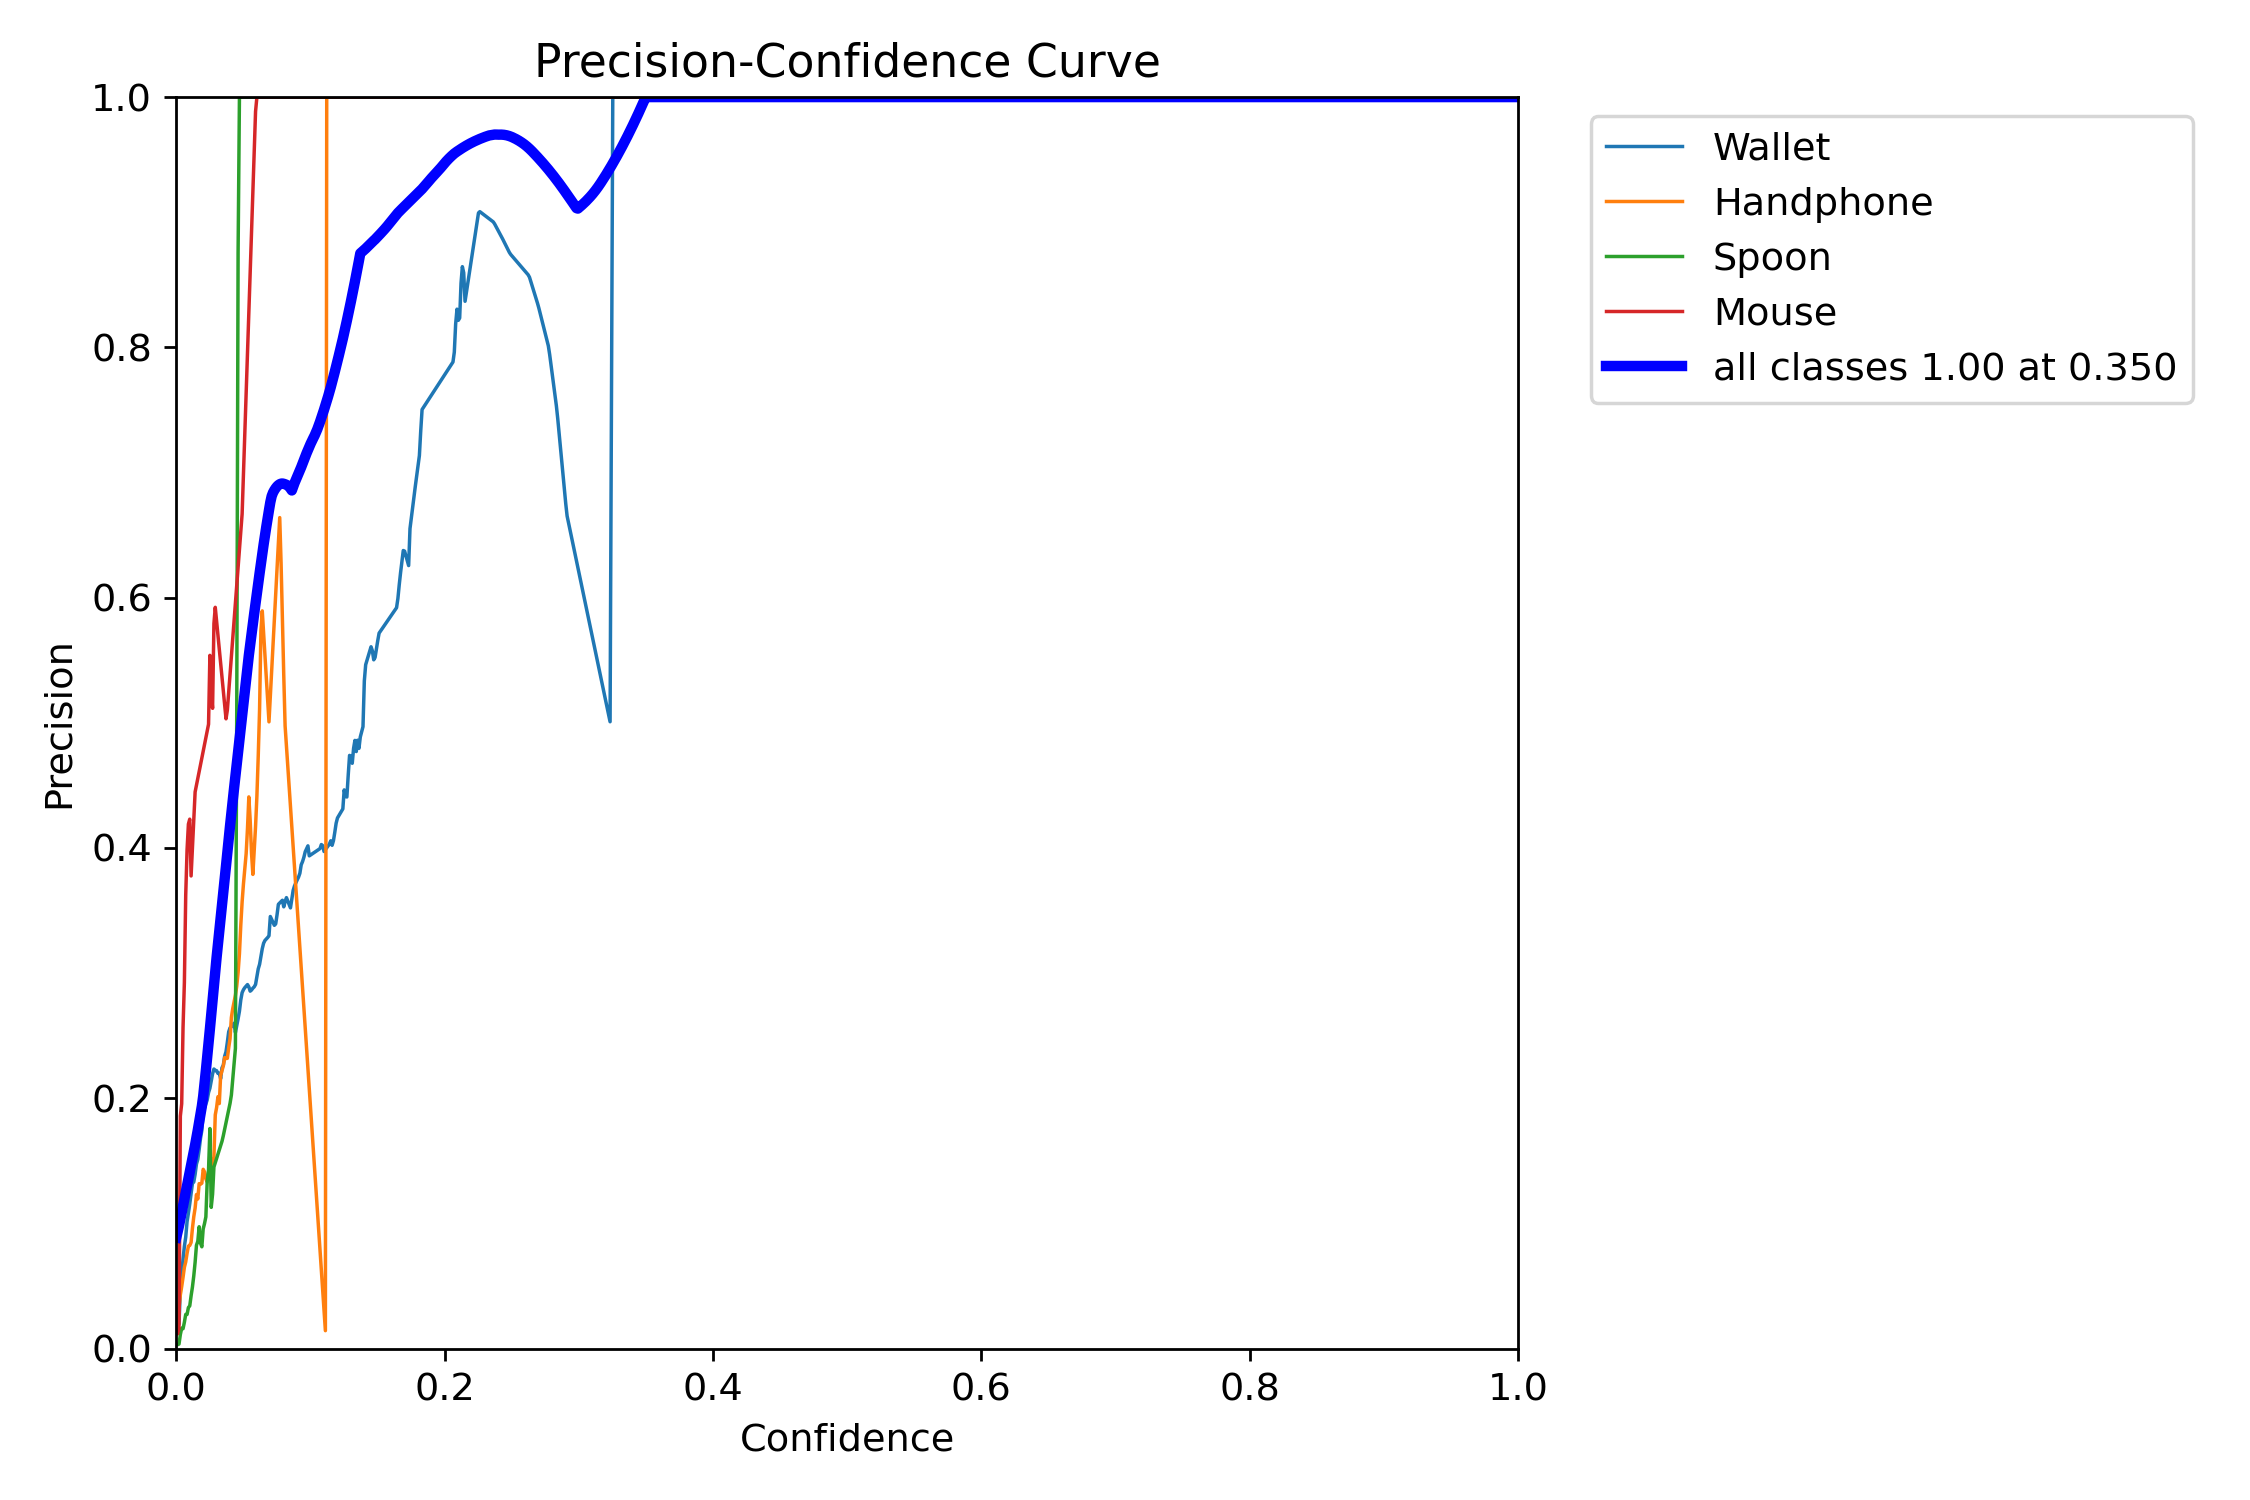 Precision-Confidence Curve
1.0
0.8
0.6
0.4
0.2
0.0
Precision
0.0 0.2 0.4 0.6 0.8 1.0
Confidence
Wallet
Handphone
Spoon
Mouse
all classes 1.00 at 0.350